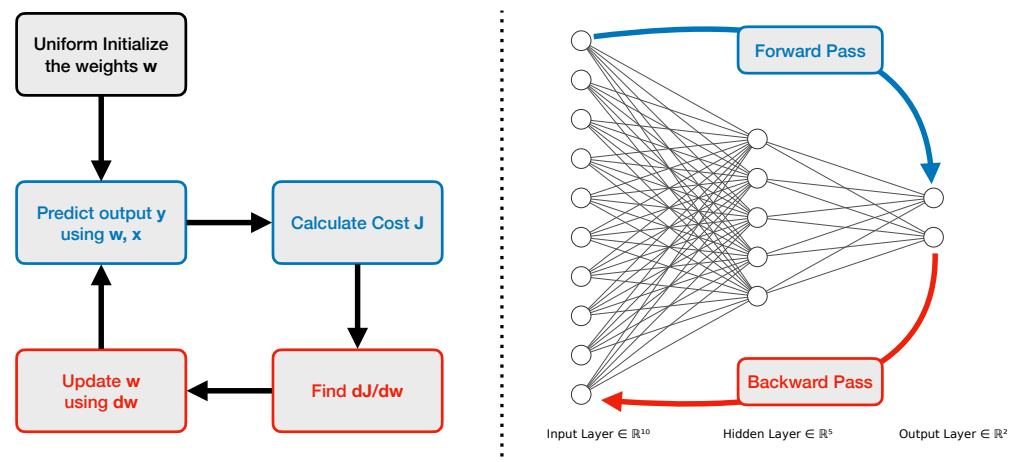 Uniform Initialize
the weights w
Predict output y
using w, x
Calculate Cost J
Update w
using dw
Find dJ/dw
Forward Pass
Backward Pass
Input Layer ∈ ℝ¹⁰
Hidden Layer ∈ ℝ⁵
Output Layer ∈ ℝ²